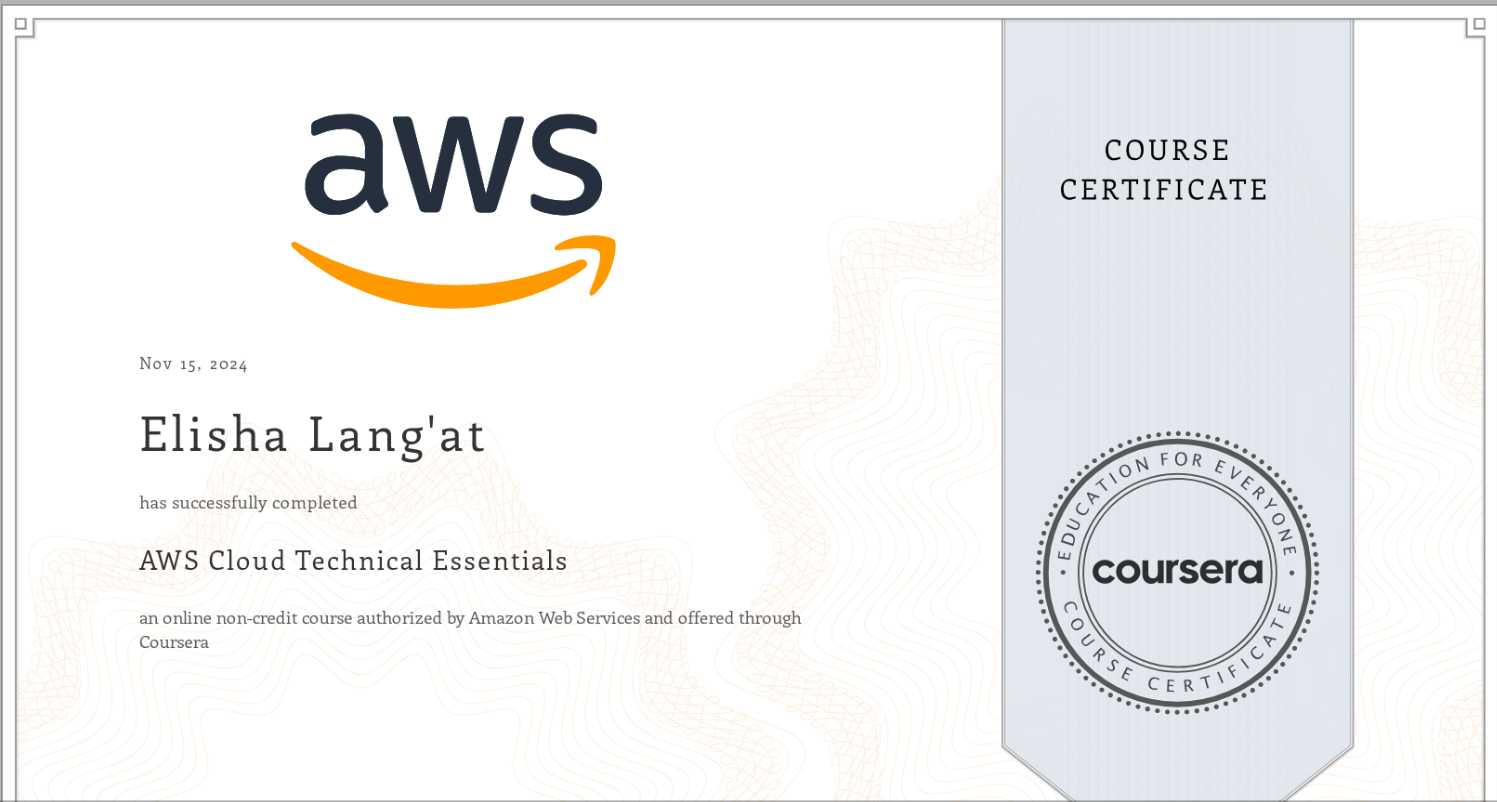 aws
COURSE
CERTIFICATE
Nov 15, 2024
Elisha Lang'at
has successfully completed
AWS Cloud Technical Essentials
an online non-credit course authorized by Amazon Web Services and offered through
Coursera
• EDUCATION FOR EVERYONE •
coursera
COURSE CERTIFICATE